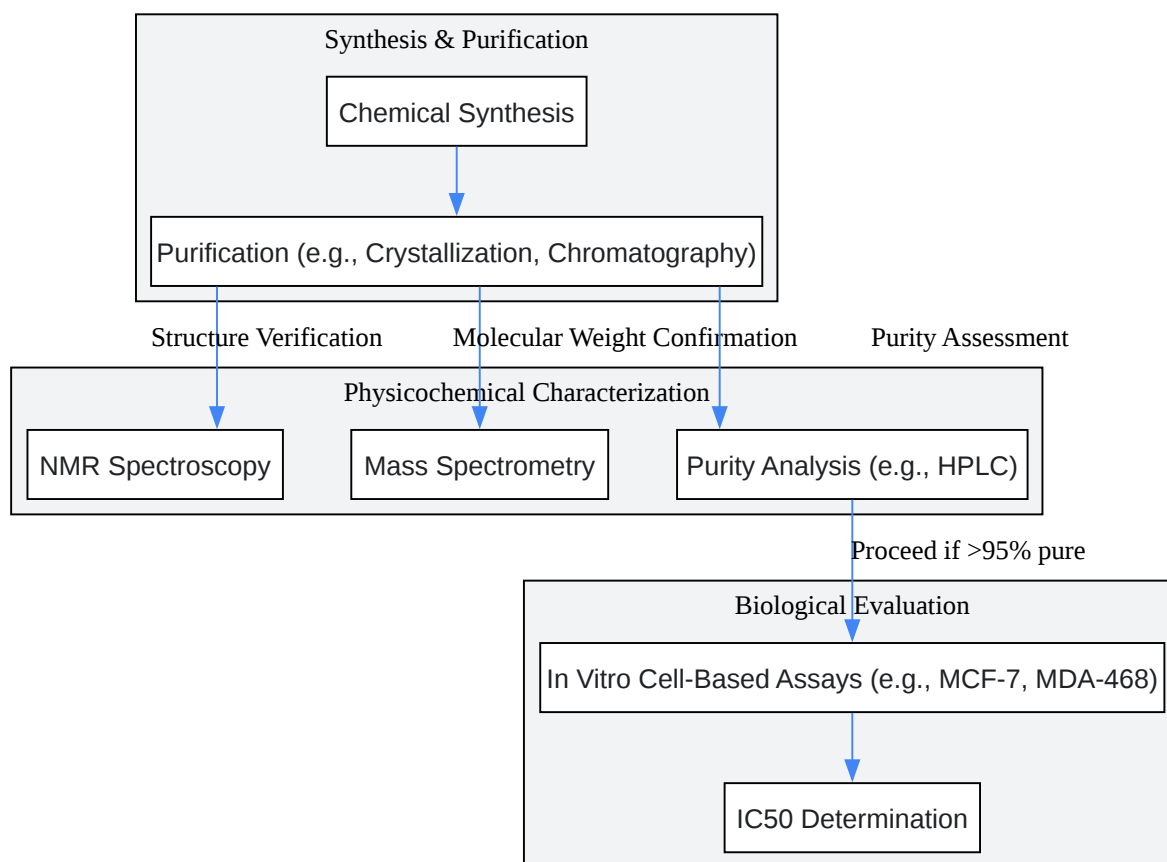 Synthesis & Purification
Chemical Synthesis
Purification (e.g., Crystallization, Chromatography)
Structure Verification
Molecular Weight Confirmation
Purity Assessment
Physicochemical Characterization
NMR Spectroscopy
Mass Spectrometry
Purity Analysis (e.g., HPLC)
Proceed if >95% pure
Biological Evaluation
In Vitro Cell-Based Assays (e.g., MCF-7, MDA-468)
IC50 Determination